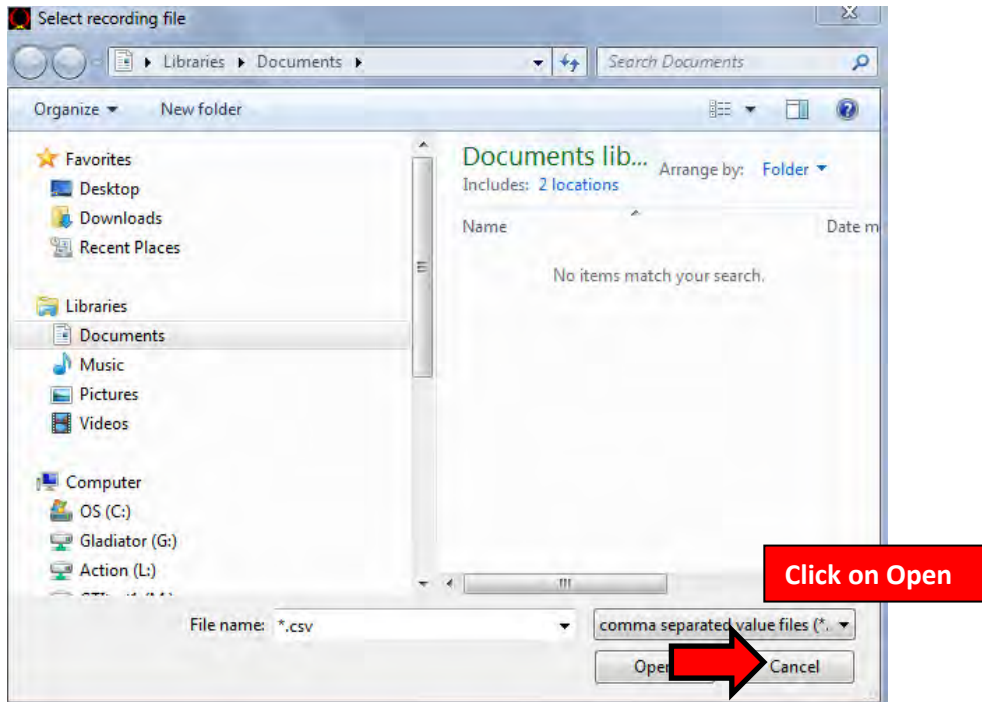 Select recording file
Libraries Documents
Search Documents
Organize New folder
Favorites
Desktop
Downloads
Recent Places
Libraries
Documents
Music
Pictures
Videos
Computer
OS (C:)
Gladiator (G:)
Action (L:)
Documents lib...
Includes: 2 locations
Arrange by: Folder
Name Date m
No items match your search.
Click on Open
File name: *.csv
comma separated value files (*.
Open Cancel